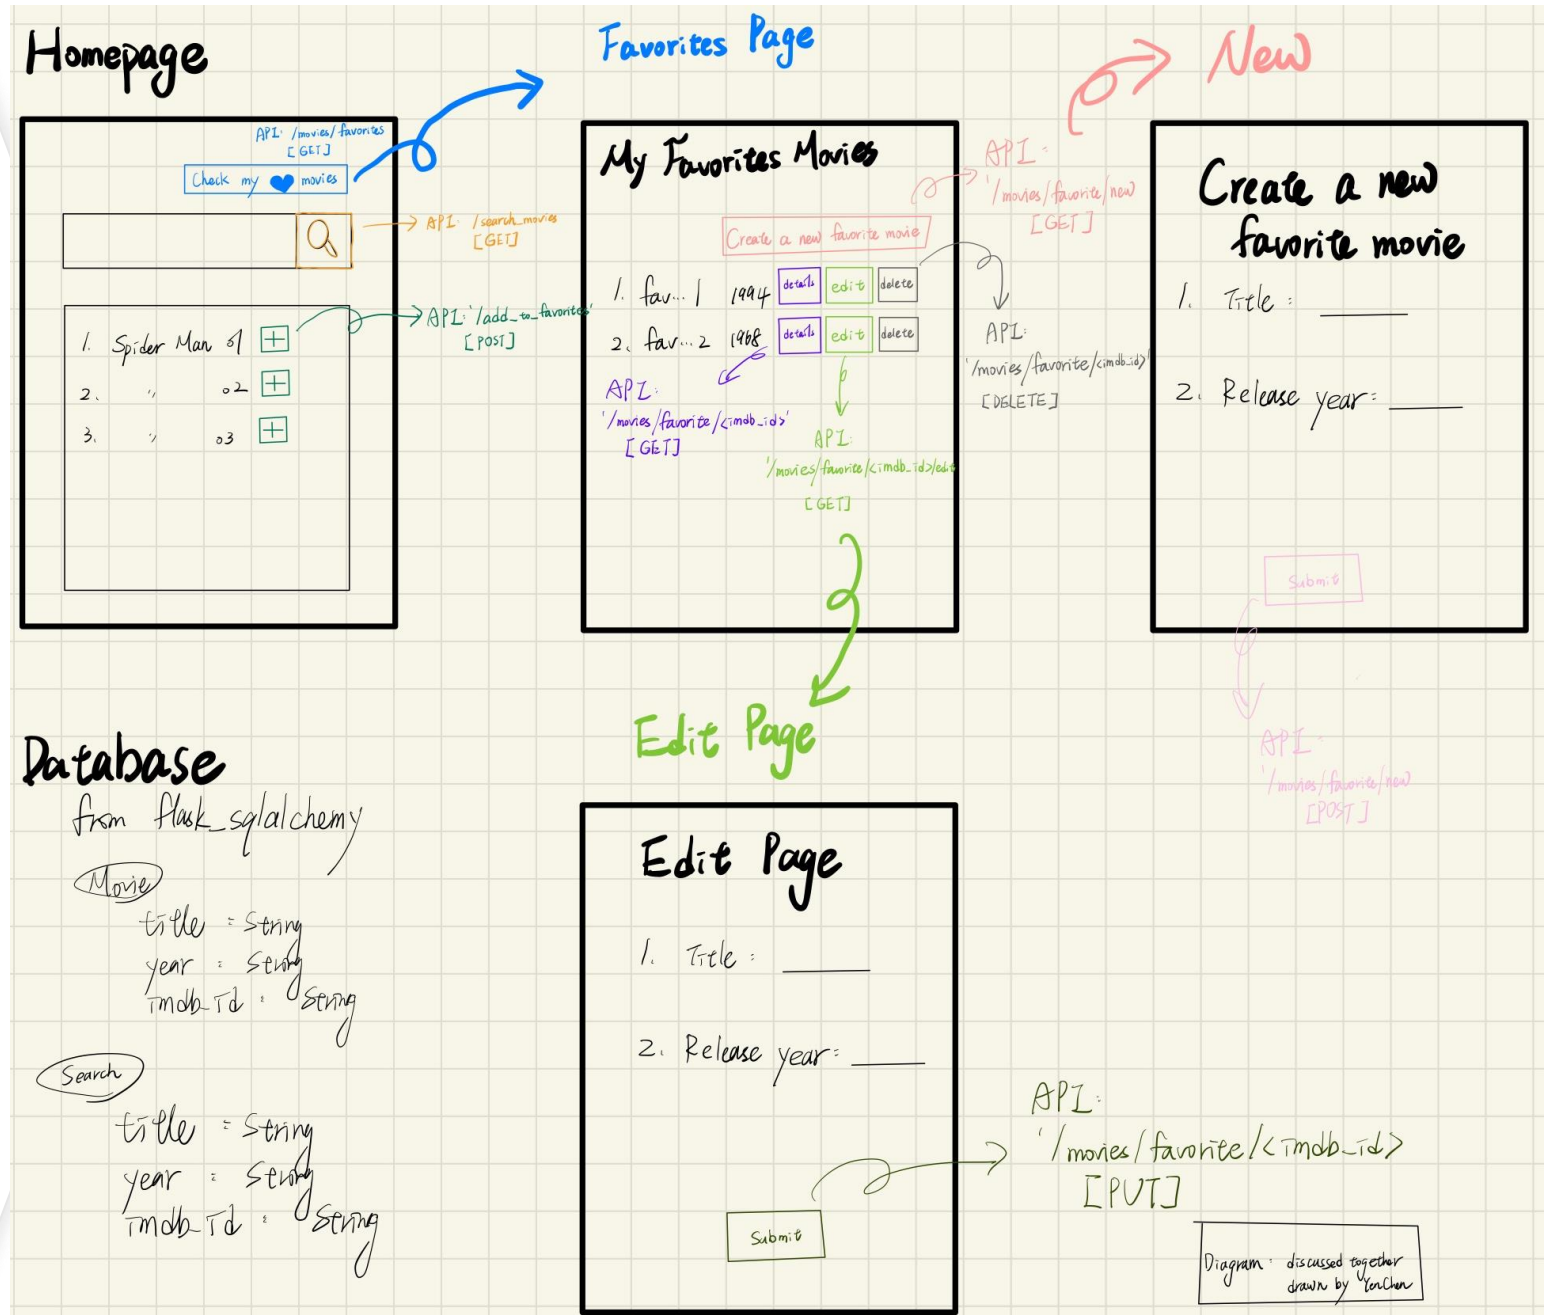 Homepage
API: /movies/favorites
[GET]
Check my movies
API: /search_movies
[GET]
1. Spider Man 01
2. " 02
3. " 03
API: '/add_to_favorites'
[POST]
Favorites Page
My Favorites Movies
Create a new favorite movie
1. fav... 1 1994 details edit delete
2. fav... 2 1968 details edit delete
API:
'/movies/favorite/<imdb_id>'
[GET]
API:
'/movies/favorite/<imdb_id>/edit
[GET]
API:
'/movies/favorite/new
[GET]
API:
'/movies/favorite/<imdb_id>'
[DELETE]
New
Create a new
favorite movie
1. Title :
2. Release year:
Submit
API:
'/movies/favorite/new
[POST]
Database
from flask_sqlalchemy
Movie
title : String
year : String
imdb_id : String
Search
title : String
year : String
imdb_id : String
Edit Page
Edit Page
1. Title :
2. Release year:
Submit
API:
'/movies/favorite/<imdb_id>
[PUT]
Diagram : discussed together
drawn by YenChen